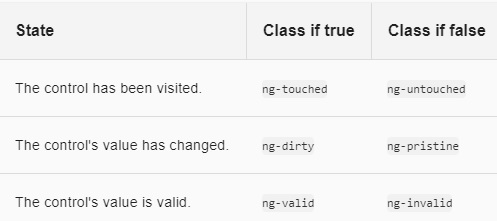 State Class if true Class if false
The control has been visited. ng-touched ng-untouched
The control's value has changed. ng-dirty ng-pristine
The control's value is valid. ng-valid ng-invalid